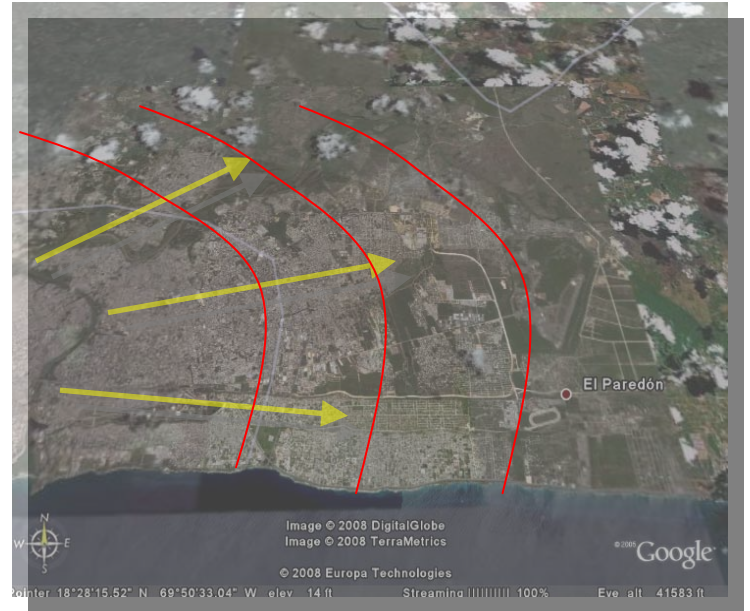 El Paredón
N
W
E
S
Image © 2008 DigitalGlobe
Image © 2008 TerraMetrics
© 2008 Europa Technologies
©2005 Google
Pointer 18°28'15.52" N 69°50'33.04" W elev 14 ft Streaming |||||||||| 100% Eye alt 41583 ft